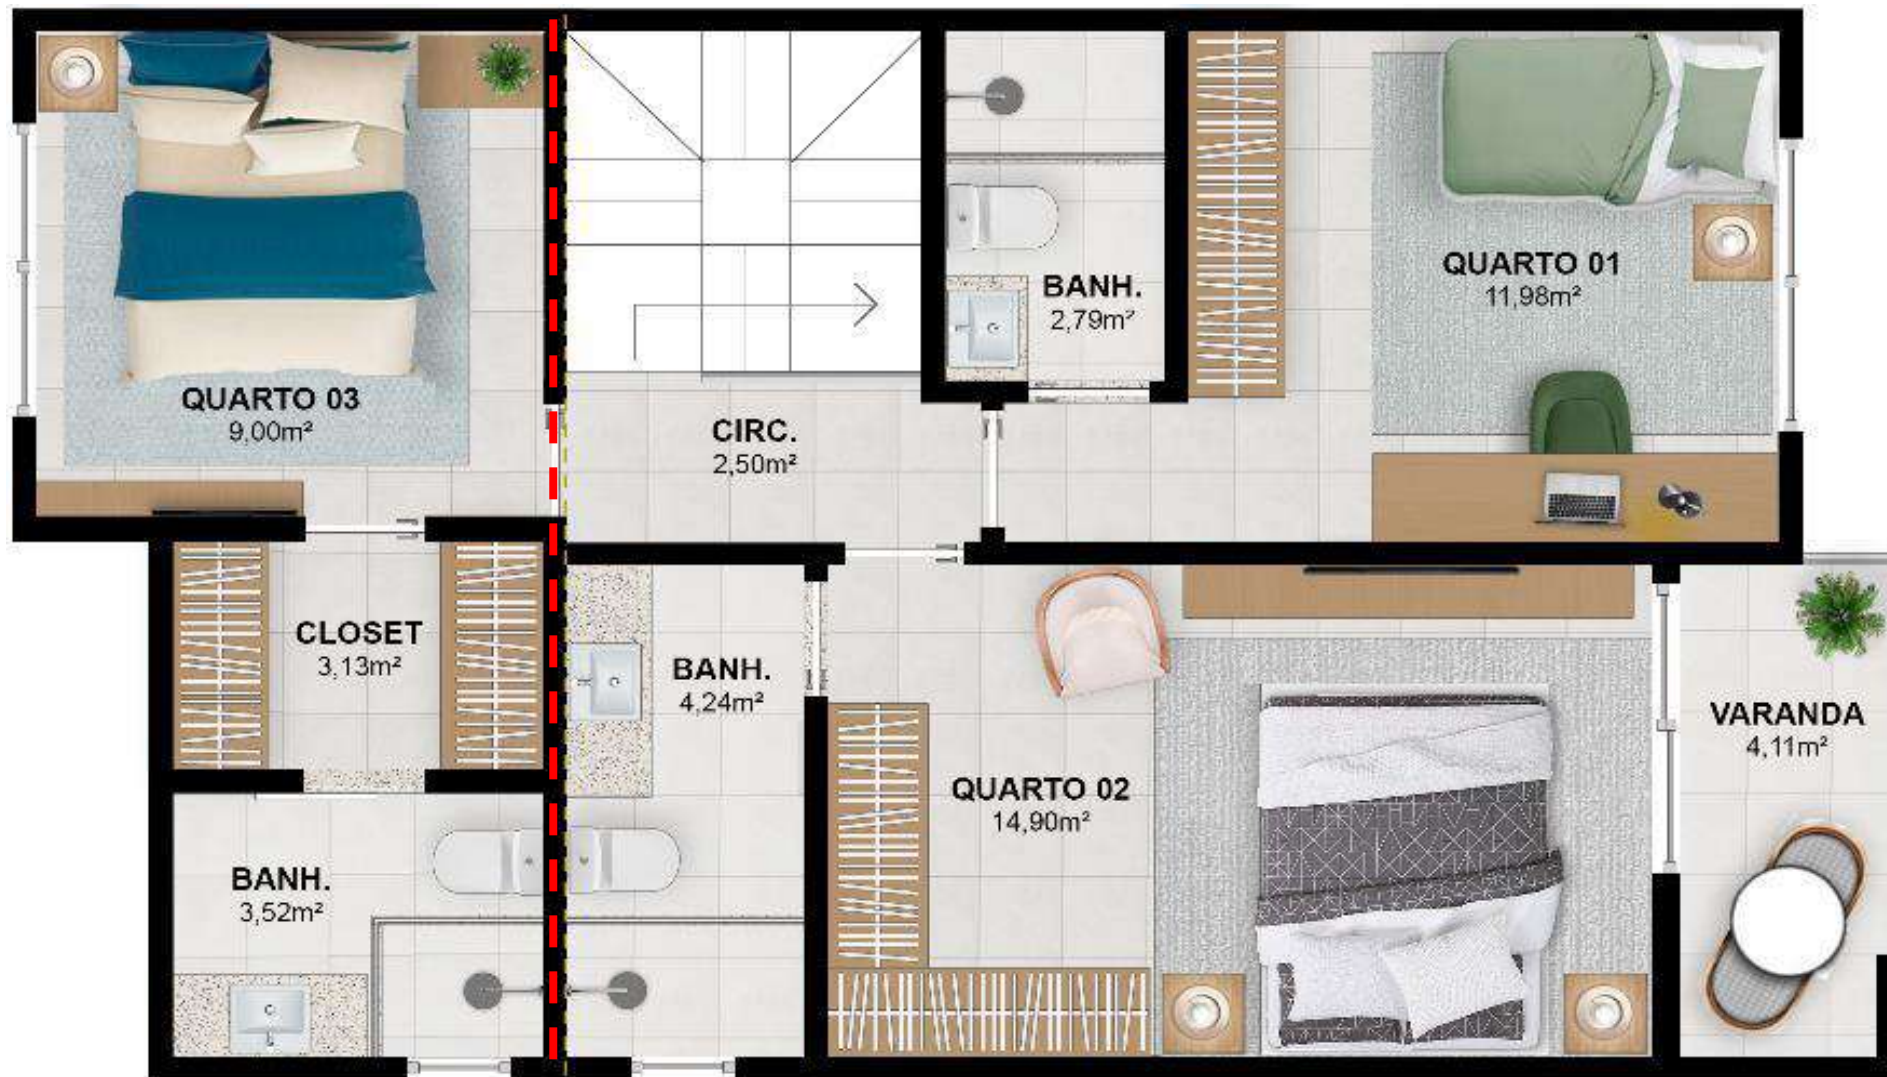 QUARTO 03
9,00m²
CIRC.
2,50m²
BANH.
2,79m²
QUARTO 01
11,98m²
CLOSET
3,13m²
BANH.
4,24m²
QUARTO 02
14,90m²
VARANDA
4,11m²
BANH.
3,52m²